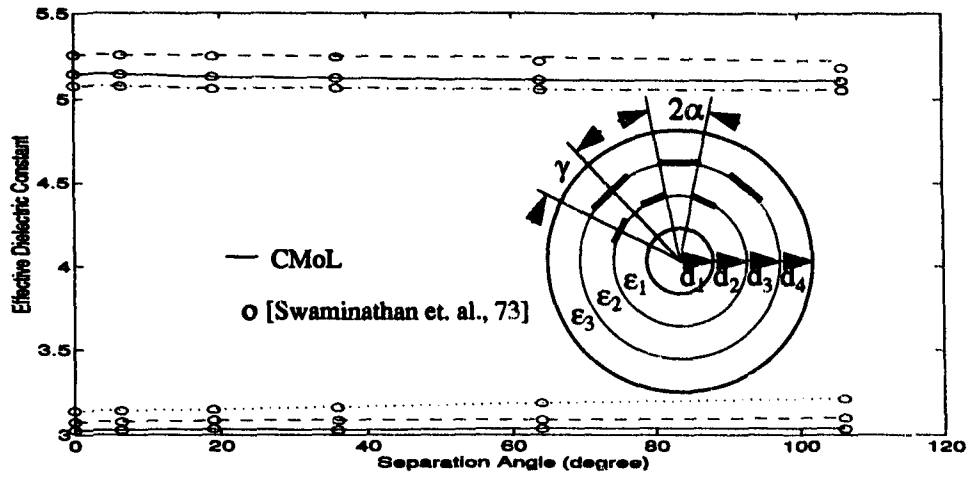 5.5
5
4.5
4
3.5
3
Effective Dielectric Constant
0 20 40 60 80 100 120
Separation Angle (degree)
— CMoL
o [Swaminathan et. al., 73]
2α
γ
d1 d2 d3 d4
ε1
ε2
ε3